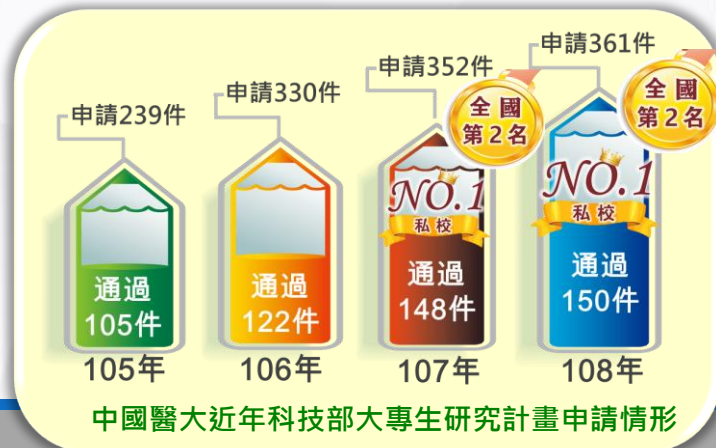 申請239件
申請330件
申請352件
申請361件
全國
第2名
全國
第2名
NO.1
私校
NO.1
私校
通過
105件
通過
122件
通過
148件
通過
150件
105年
106年
107年
108年
中國醫大近年科技部大專生研究計畫申請情形